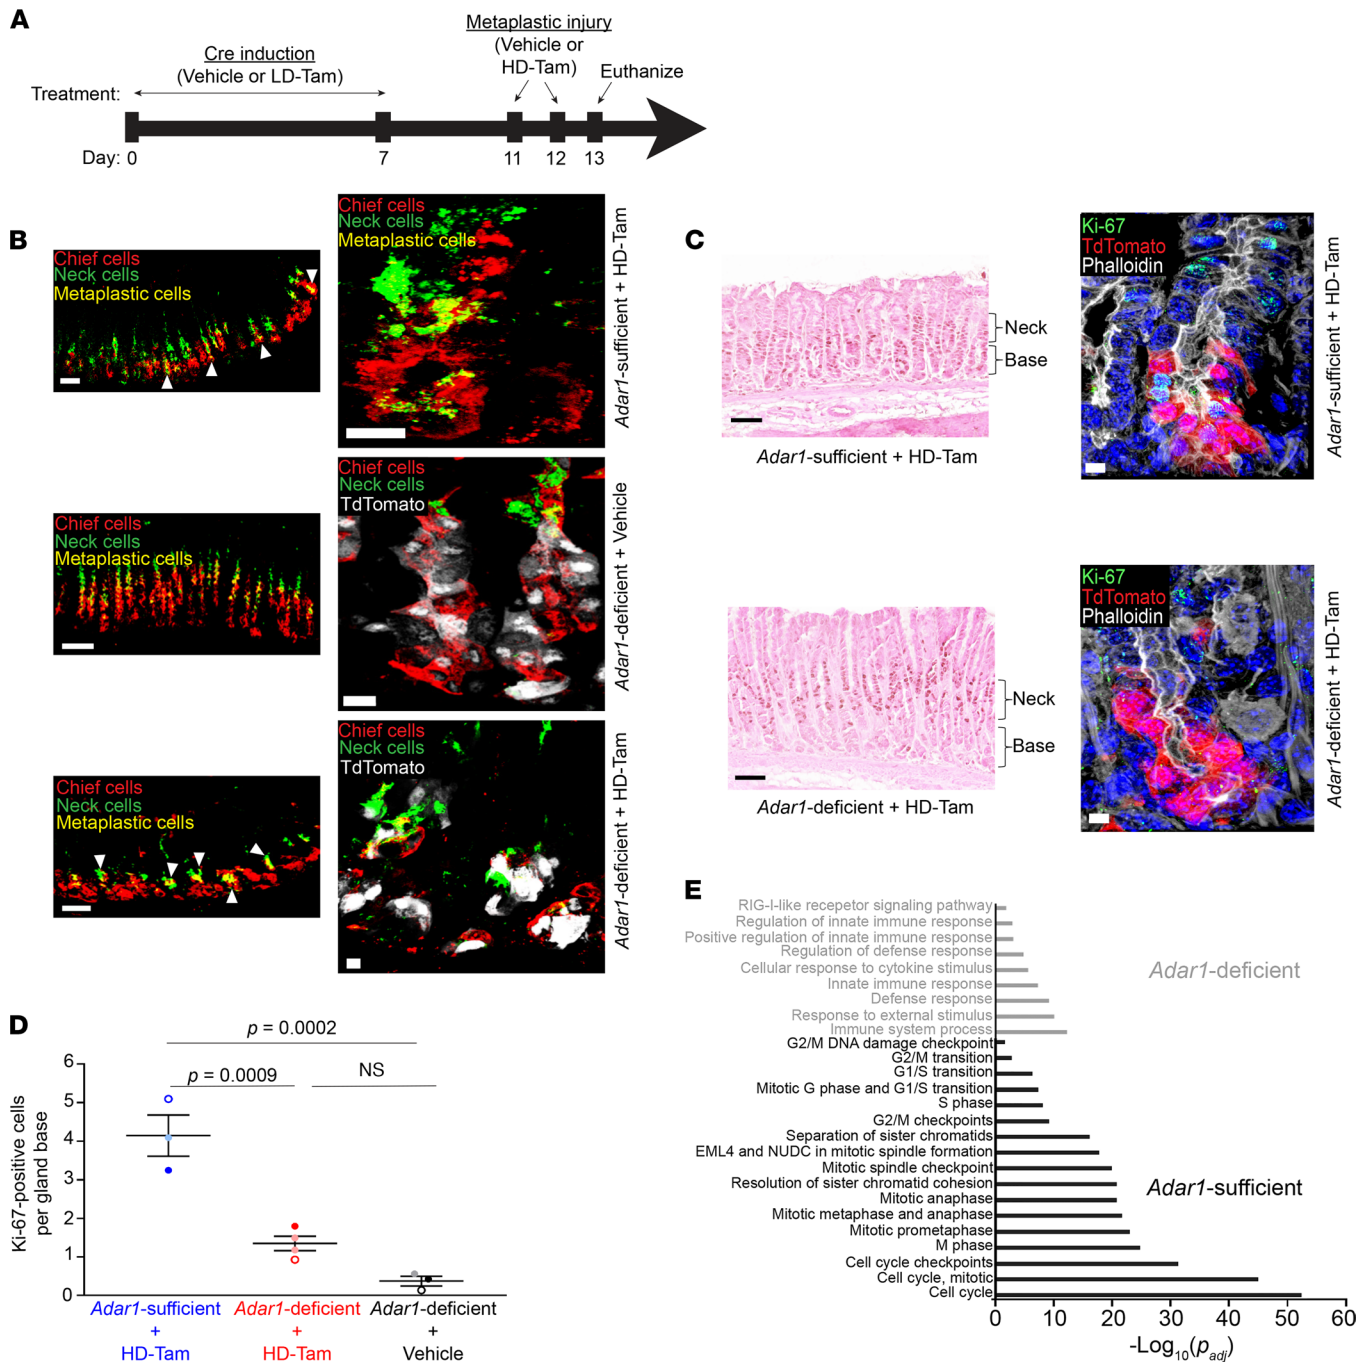 A
Cre induction
(Vehicle or LD-Tam)
Metaplastic injury
(Vehicle or
HD-Tam)
Euthanize
Treatment:
Day: 0 7 11 12 13
B
Chief cells
Neck cells
Metaplastic cells
Chief cells
Neck cells
Metaplastic cells
Adar1-sufficient + HD-Tam
Chief cells
Neck cells
Metaplastic cells
Chief cells
Neck cells
TdTomato
Adar1-deficient + Vehicle
Chief cells
Neck cells
Metaplastic cells
Chief cells
Neck cells
TdTomato
Adar1-deficient + HD-Tam
C
Neck
Base
Adar1-sufficient + HD-Tam
Ki-67
TdTomato
Phalloidin
Adar1-sufficient + HD-Tam
Neck
Base
Adar1-deficient + HD-Tam
Ki-67
TdTomato
Phalloidin
Adar1-deficient + HD-Tam
D
p = 0.0002
p = 0.0009
NS
Ki-67-positive cells
per gland base
6
5
4
3
2
1
0
Adar1-sufficient
+
HD-Tam
Adar1-deficient
+
HD-Tam
Adar1-deficient
+
Vehicle
E
RIG-I-like recepetor signaling pathway
Regulation of innate immune response
Positive regulation of innate immune response
Regulation of defense response
Cellular response to cytokine stimulus
Innate immune response
Defense response
Response to external stimulus
Immune system process
G2/M DNA damage checkpoint
G2/M transition
G1/S transition
Mitotic G phase and G1/S transition
S phase
G2/M checkpoints
Separation of sister chromatids
EML4 and NUDC in mitotic spindle formation
Mitotic spindle checkpoint
Resolution of sister chromatid cohesion
Mitotic anaphase
Mitotic metaphase and anaphase
Mitotic prometaphase
M phase
Cell cycle checkpoints
Cell cycle, mitotic
Cell cycle
Adar1-deficient
Adar1-sufficient
0 10 20 30 40 50 60
-Log10(padj)